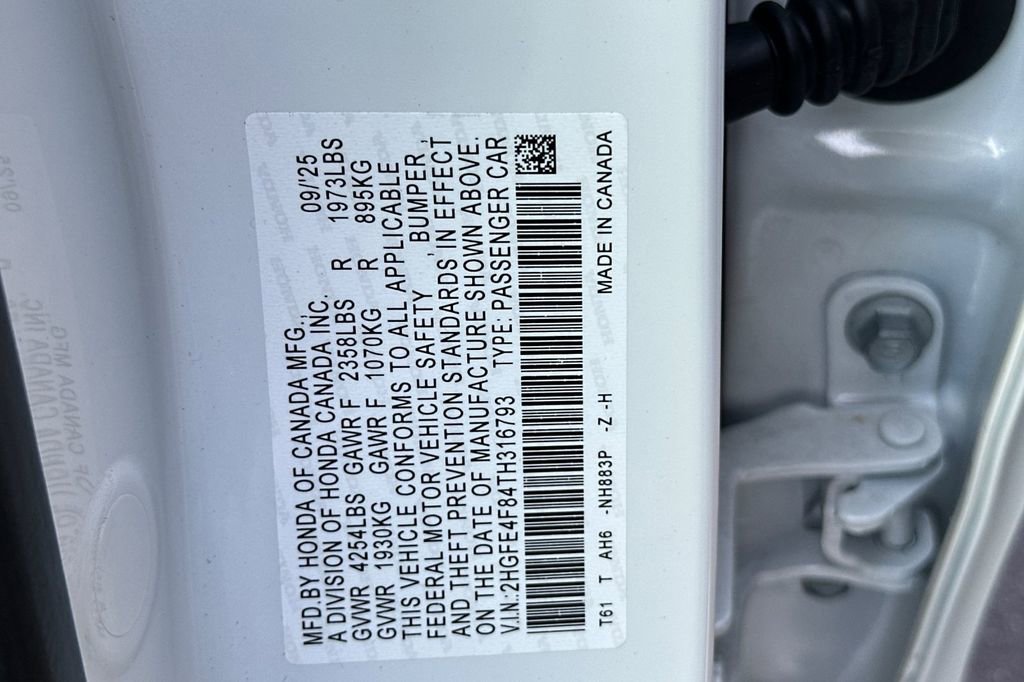 MFD.BY HONDA OF CANADA MFG., 09/'25
A DIVISION OF HONDA CANADA INC.
GVWR 4254LBS GAWR F 2358LBS R 1973LBS
GVWR 1930KG GAWR F 1070KG R 895KG
THIS VEHICLE CONFORMS TO ALL APPLICABLE
FEDERAL MOTOR VEHICLE SAFETY ,BUMPER,
AND THEFT PREVENTION STANDARDS IN EFFECT
ON THE DATE OF MANUFACTURE SHOWN ABOVE.
V.I.N.:2HGFE4F84TH316793 TYPE: PASSENGER CAR
T61 T AH6 -NH883P -Z -H MADE IN CANADA